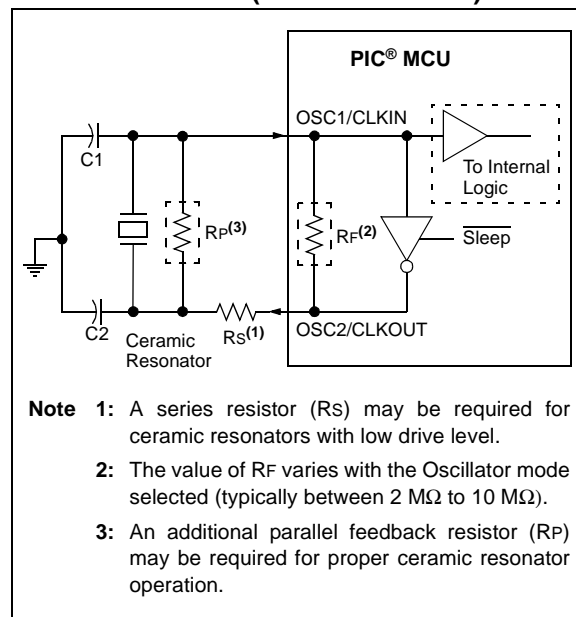 PIC® MCU
OSC1/CLKIN
C1
To Internal
Logic
RP(3)
RF(2)
Sleep
C2
Ceramic
Resonator
RS(1)
OSC2/CLKOUT
Note 1: A series resistor (RS) may be required for
ceramic resonators with low drive level.
2: The value of RF varies with the Oscillator mode
selected (typically between 2 MΩ to 10 MΩ).
3: An additional parallel feedback resistor (RP)
may be required for proper ceramic resonator
operation.